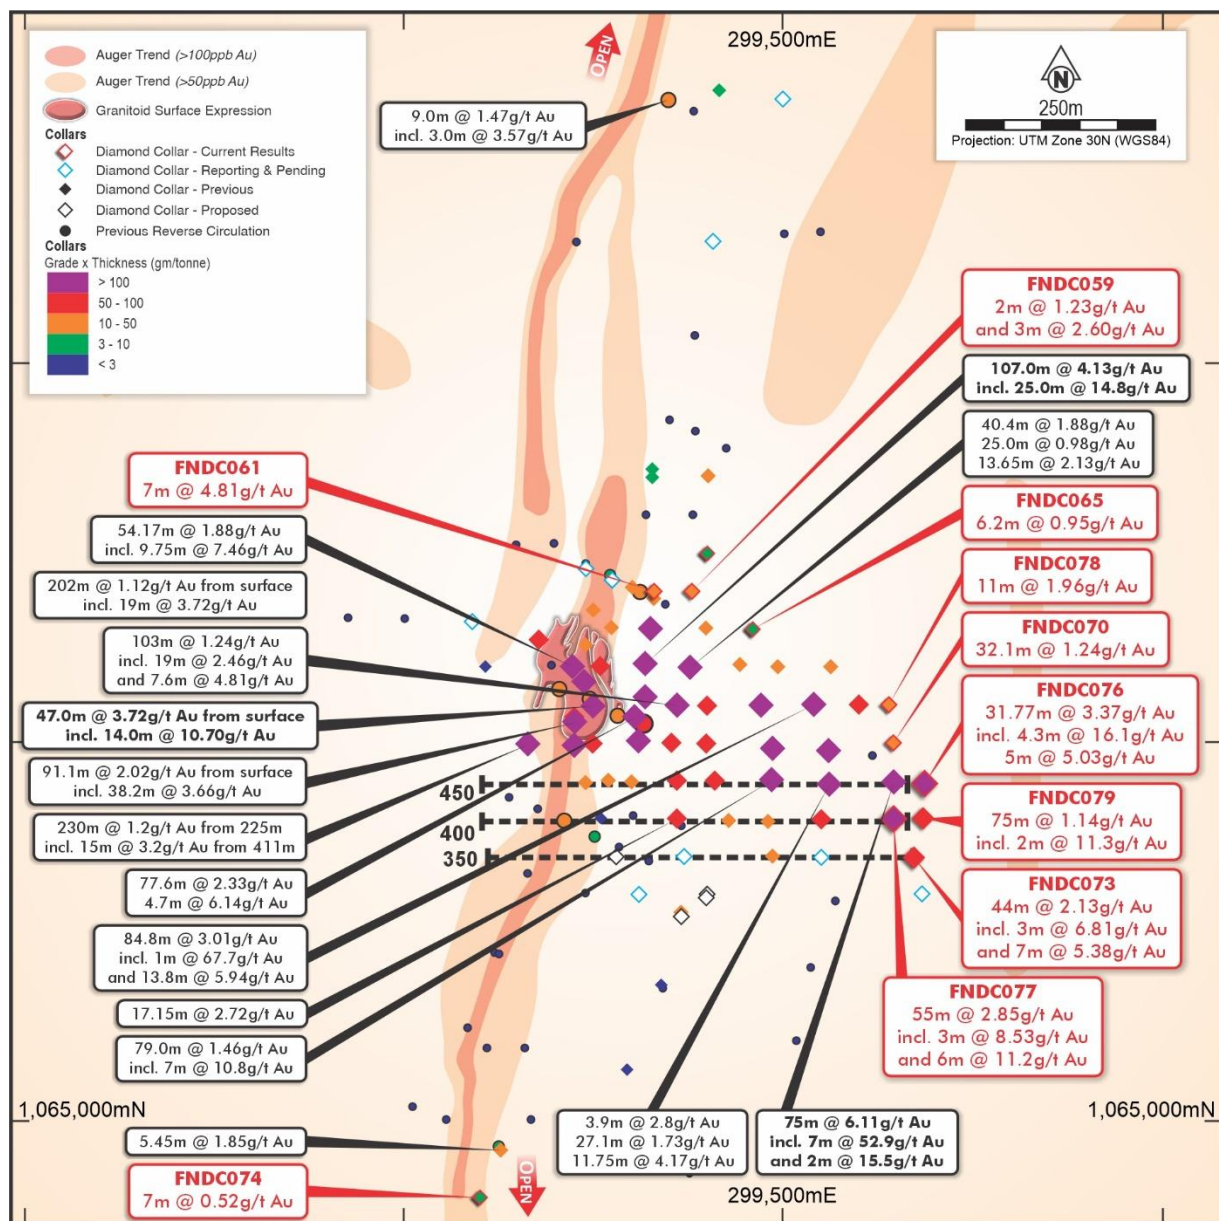 Auger Trend (>100ppb Au)
Auger Trend (>50ppb Au)
Granitoid Surface Expression
Collars
Diamond Collar - Current Results
Diamond Collar - Reporting & Pending
Diamond Collar - Previous
Diamond Collar - Proposed
Previous Reverse Circulation
Collars
Grade x Thickness (gm/tonne)
> 100
50 - 100
10 - 50
3 - 10
< 3
OPEN
299,500mE
N
250m
Projection: UTM Zone 30N (WGS84)
9.0m @ 1.47g/t Au
incl. 3.0m @ 3.57g/t Au
FNDC059
2m @ 1.23g/t Au
and 3m @ 2.60g/t Au
107.0m @ 4.13g/t Au
incl. 25.0m @ 14.8g/t Au
40.4m @ 1.88g/t Au
25.0m @ 0.98g/t Au
13.65m @ 2.13g/t Au
FNDC065
6.2m @ 0.95g/t Au
FNDC078
11m @ 1.96g/t Au
FNDC070
32.1m @ 1.24g/t Au
FNDC076
31.77m @ 3.37g/t Au
incl. 4.3m @ 16.1g/t Au
5m @ 5.03g/t Au
FNDC079
75m @ 1.14g/t Au
incl. 2m @ 11.3g/t Au
FNDC073
44m @ 2.13g/t Au
incl. 3m @ 6.81g/t Au
and 7m @ 5.38g/t Au
FNDC077
55m @ 2.85g/t Au
incl. 3m @ 8.53g/t Au
and 6m @ 11.2g/t Au
FNDC061
7m @ 4.81g/t Au
54.17m @ 1.88g/t Au
incl. 9.75m @ 7.46g/t Au
202m @ 1.12g/t Au from surface
incl. 19m @ 3.72g/t Au
103m @ 1.24g/t Au
incl. 19m @ 2.46g/t Au
and 7.6m @ 4.81g/t Au
47.0m @ 3.72g/t Au from surface
incl. 14.0m @ 10.70g/t Au
91.1m @ 2.02g/t Au from surface
incl. 38.2m @ 3.66g/t Au
230m @ 1.2g/t Au from 225m
incl. 15m @ 3.2g/t Au from 411m
77.6m @ 2.33g/t Au
4.7m @ 6.14g/t Au
84.8m @ 3.01g/t Au
incl. 1m @ 67.7g/t Au
and 13.8m @ 5.94g/t Au
17.15m @ 2.72g/t Au
79.0m @ 1.46g/t Au
incl. 7m @ 10.8g/t Au
450
400
350
1,065,000mN
1,065,000mN
5.45m @ 1.85g/t Au
FNDC074
7m @ 0.52g/t Au
OPEN
3.9m @ 2.8g/t Au
27.1m @ 1.73g/t Au
11.75m @ 4.17g/t Au
75m @ 6.11g/t Au
incl. 7m @ 52.9g/t Au
and 2m @ 15.5g/t Au
299,500mE